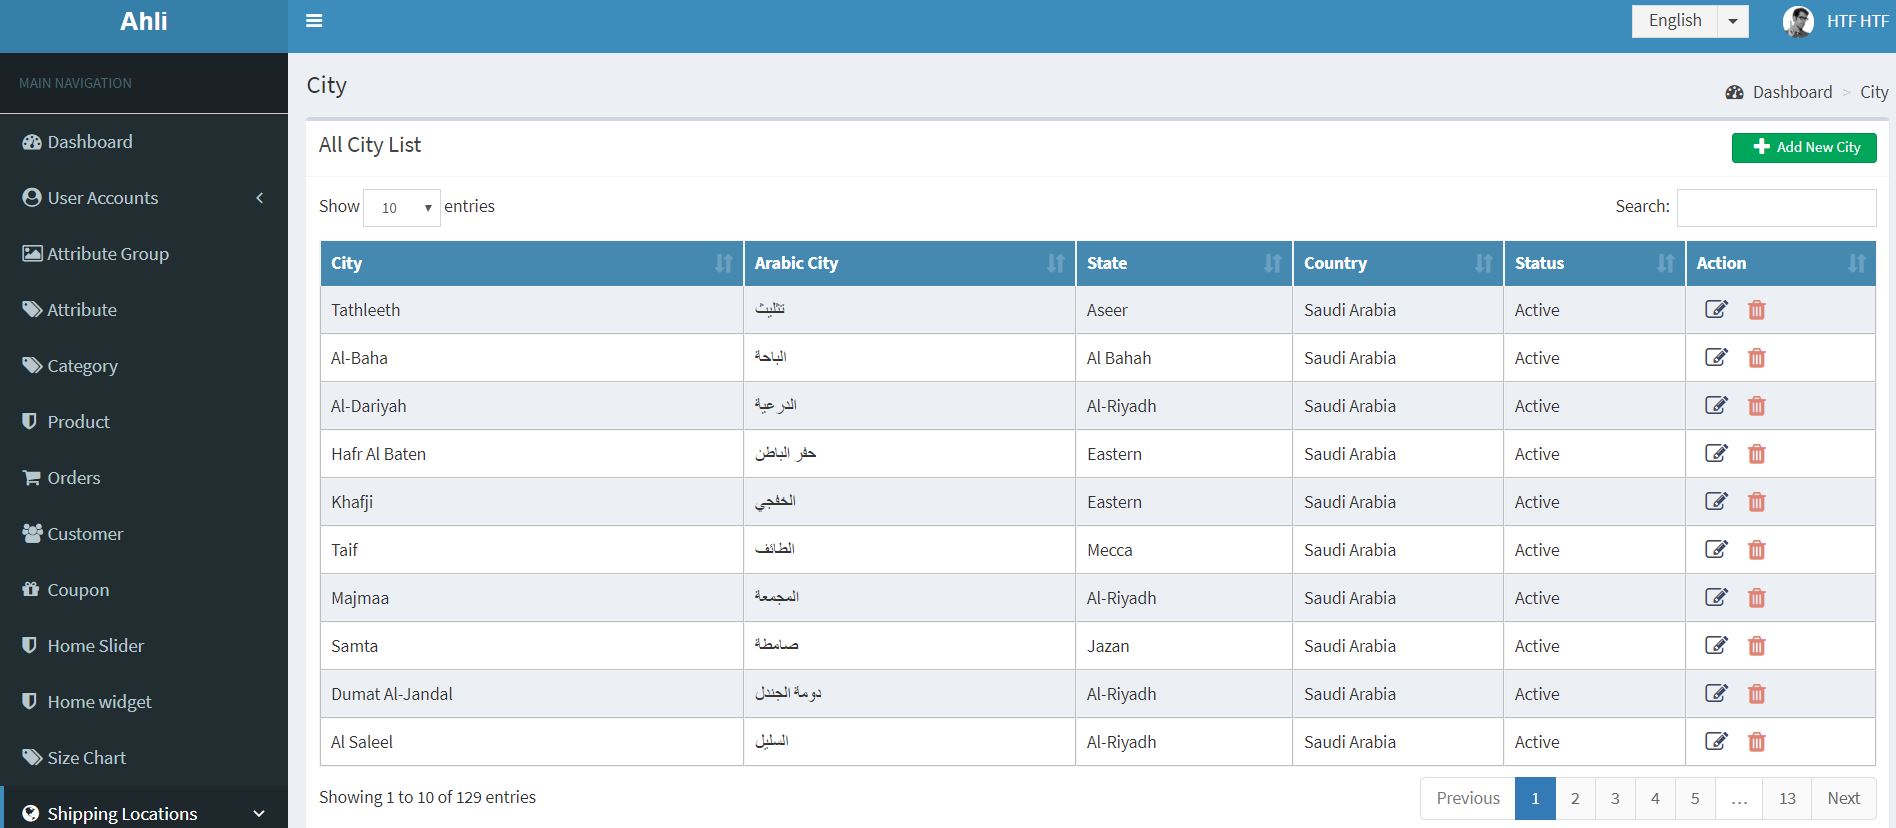 Ahli
English
HTF HTF
MAIN NAVIGATION
Dashboard
User Accounts
Attribute Group
Attribute
Category
Product
Orders
Customer
Coupon
Home Slider
Home widget
Size Chart
Shipping Locations
City
Dashboard > City
All City List
Add New City
Show 10 entries
Search:
City Arabic City State Country Status Action
Tathleeth تثليث Aseer Saudi Arabia Active
Al-Baha الباحة Al Bahah Saudi Arabia Active
Al-Dariyah الدرعية Al-Riyadh Saudi Arabia Active
Hafr Al Baten حفر الباطن Eastern Saudi Arabia Active
Khafji الخفجي Eastern Saudi Arabia Active
Taif الطائف Mecca Saudi Arabia Active
Majmaa المجمعة Al-Riyadh Saudi Arabia Active
Samta صامطة Jazan Saudi Arabia Active
Dumat Al-Jandal دومة الجندل Al-Riyadh Saudi Arabia Active
Al Saleel السليل Al-Riyadh Saudi Arabia Active
Showing 1 to 10 of 129 entries
Previous 1 2 3 4 5 … 13 Next